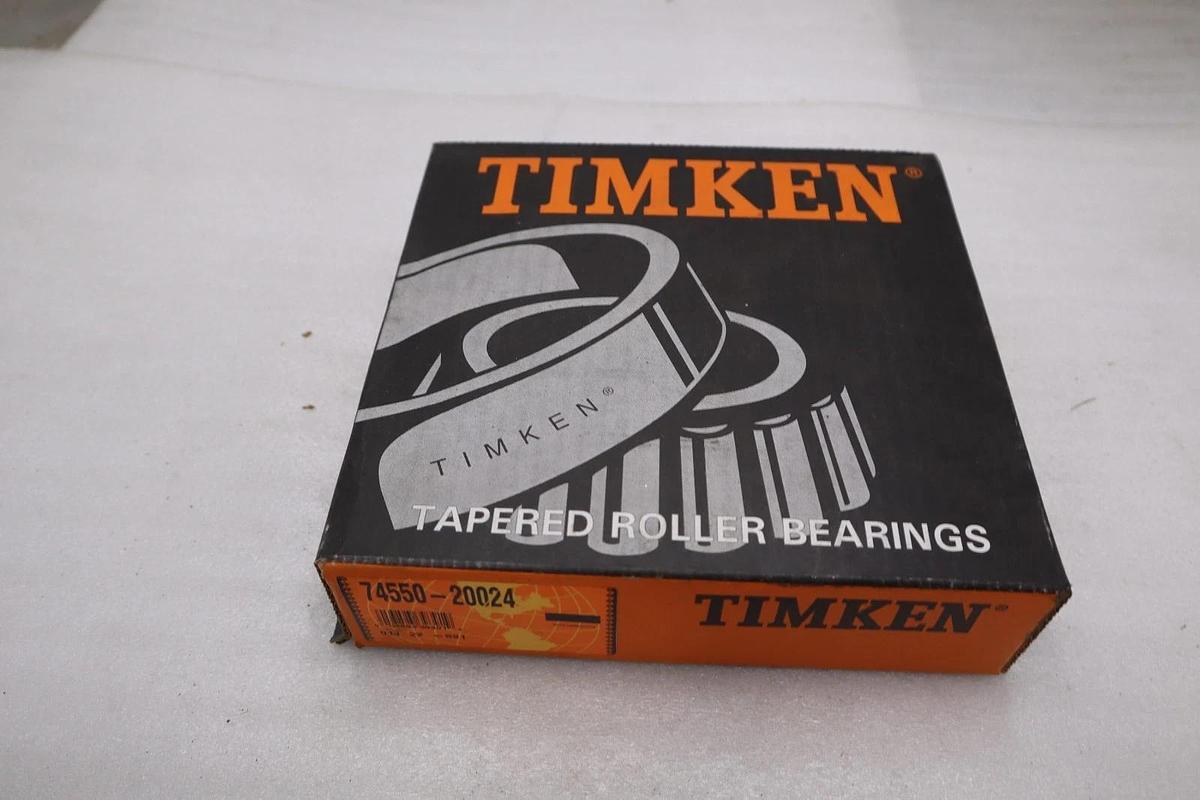 TIMKEN®
TIMKEN®
TAPERED ROLLER BEARINGS
74550-20024
TIMKEN®